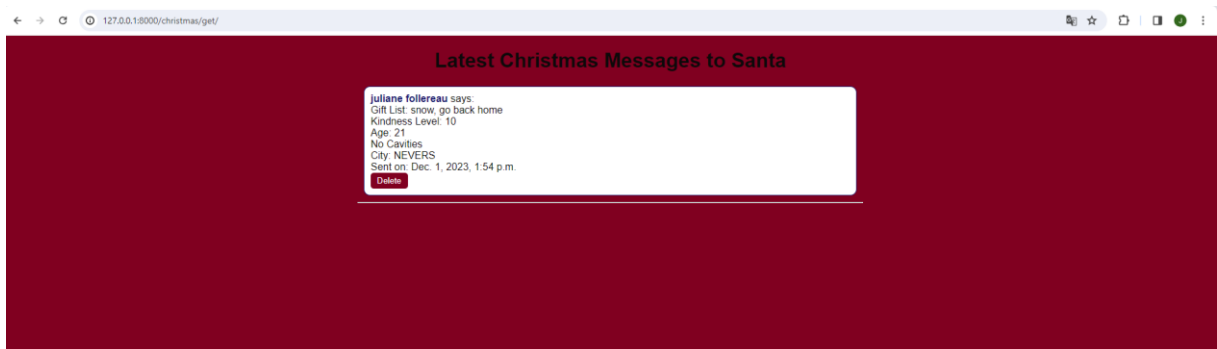 127.0.0.1:8000/christmas/get/
J
Latest Christmas Messages to Santa
juliane follereau says:
Gift List: snow, go back home
Kindness Level: 10
Age: 21
No Cavities
City: NEVERS
Sent on: Dec. 1, 2023, 1:54 p.m.
Delete